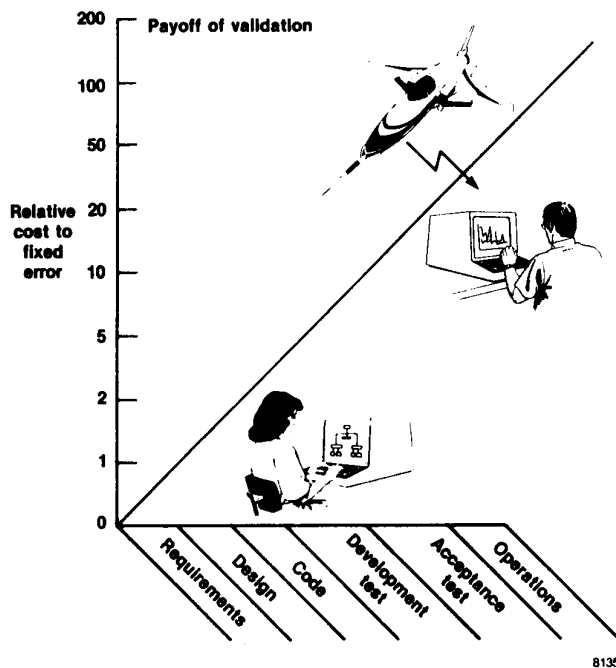 200
Payoff of validation
100
50
Relative
cost to
fixed
error
20
10
5
2
1
0
Requirements
Design
Code
Development
test
Acceptance
test
Operations